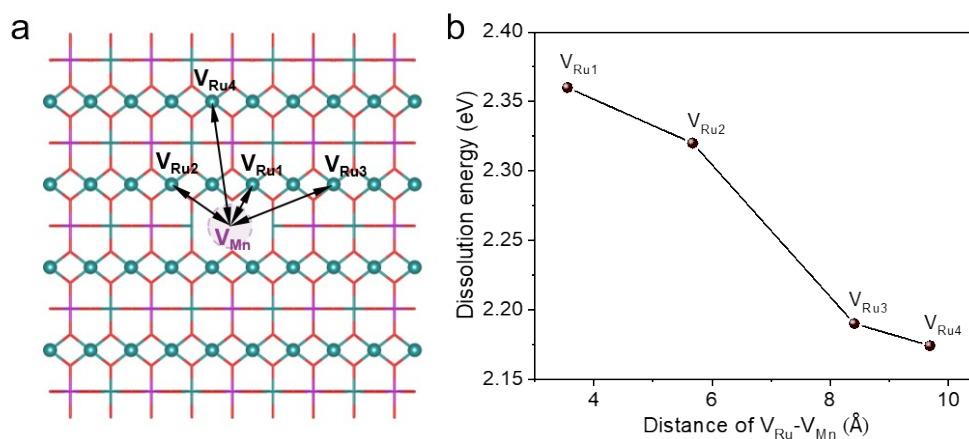 a
V_Ru4
V_Ru2
V_Ru1
V_Ru3
V_Mn
b
2.40
2.35
2.30
2.25
2.20
2.15
Dissolution energy (eV)
V_Ru1
V_Ru2
V_Ru3
V_Ru4
4
6
8
10
Distance of V_Ru-V_Mn (Å)